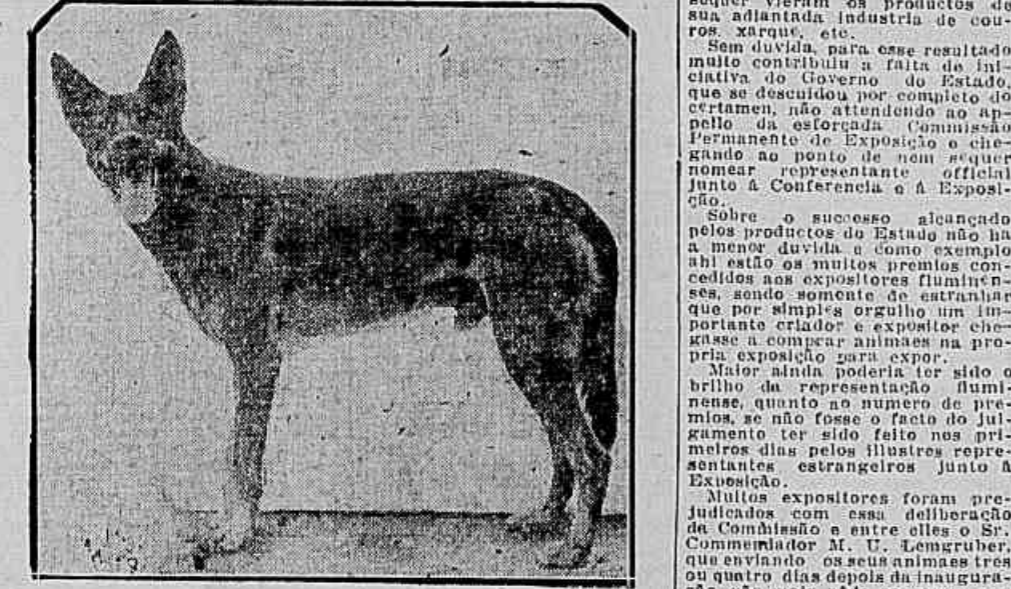 sequer vieram os productos de
sua adiantada industria de cou-
ros, xarque, etc.
Sem duvida, para esse resultado
muito contribuiu a falta de ini-
ciativa do Governo do Estado,
que se descuidou por completo do
certamen, não attendendo ao ap-
pello da esforçada Commissão
Permanente de Exposição e che-
gando ao ponto de nem sequer
nomear representante official
junto á Conferencia e á Exposi-
ção.
Sobre o successo alcançado
pelos productos do Estado não ha
a menor duvida e como exemplo
ahi estão os muitos premios con-
cedidos aos expositores fluminen-
ses, sendo somente de estranhar
que por simples orgulho um im-
portante criador e expositor che-
gasse a comprar animaes na pro-
pria exposição para expor.
Maior ainda poderia ter sido o
brilho da representação flumi-
nense, quanto ao numero de pre-
mios, se não fosse o facto do jul-
gamento ter sido feito nos pri-
meiros dias pelos illustres repre-
sentantes estrangeiros junto á
Exposição.
Muitos expositores foram pre-
judicados com essa deliberação
da Commissão e entre elles o Sr.
Commendador M. U. Lemgruber,
que enviando os seus animaes tres
ou quatro dias depois da inaugura-